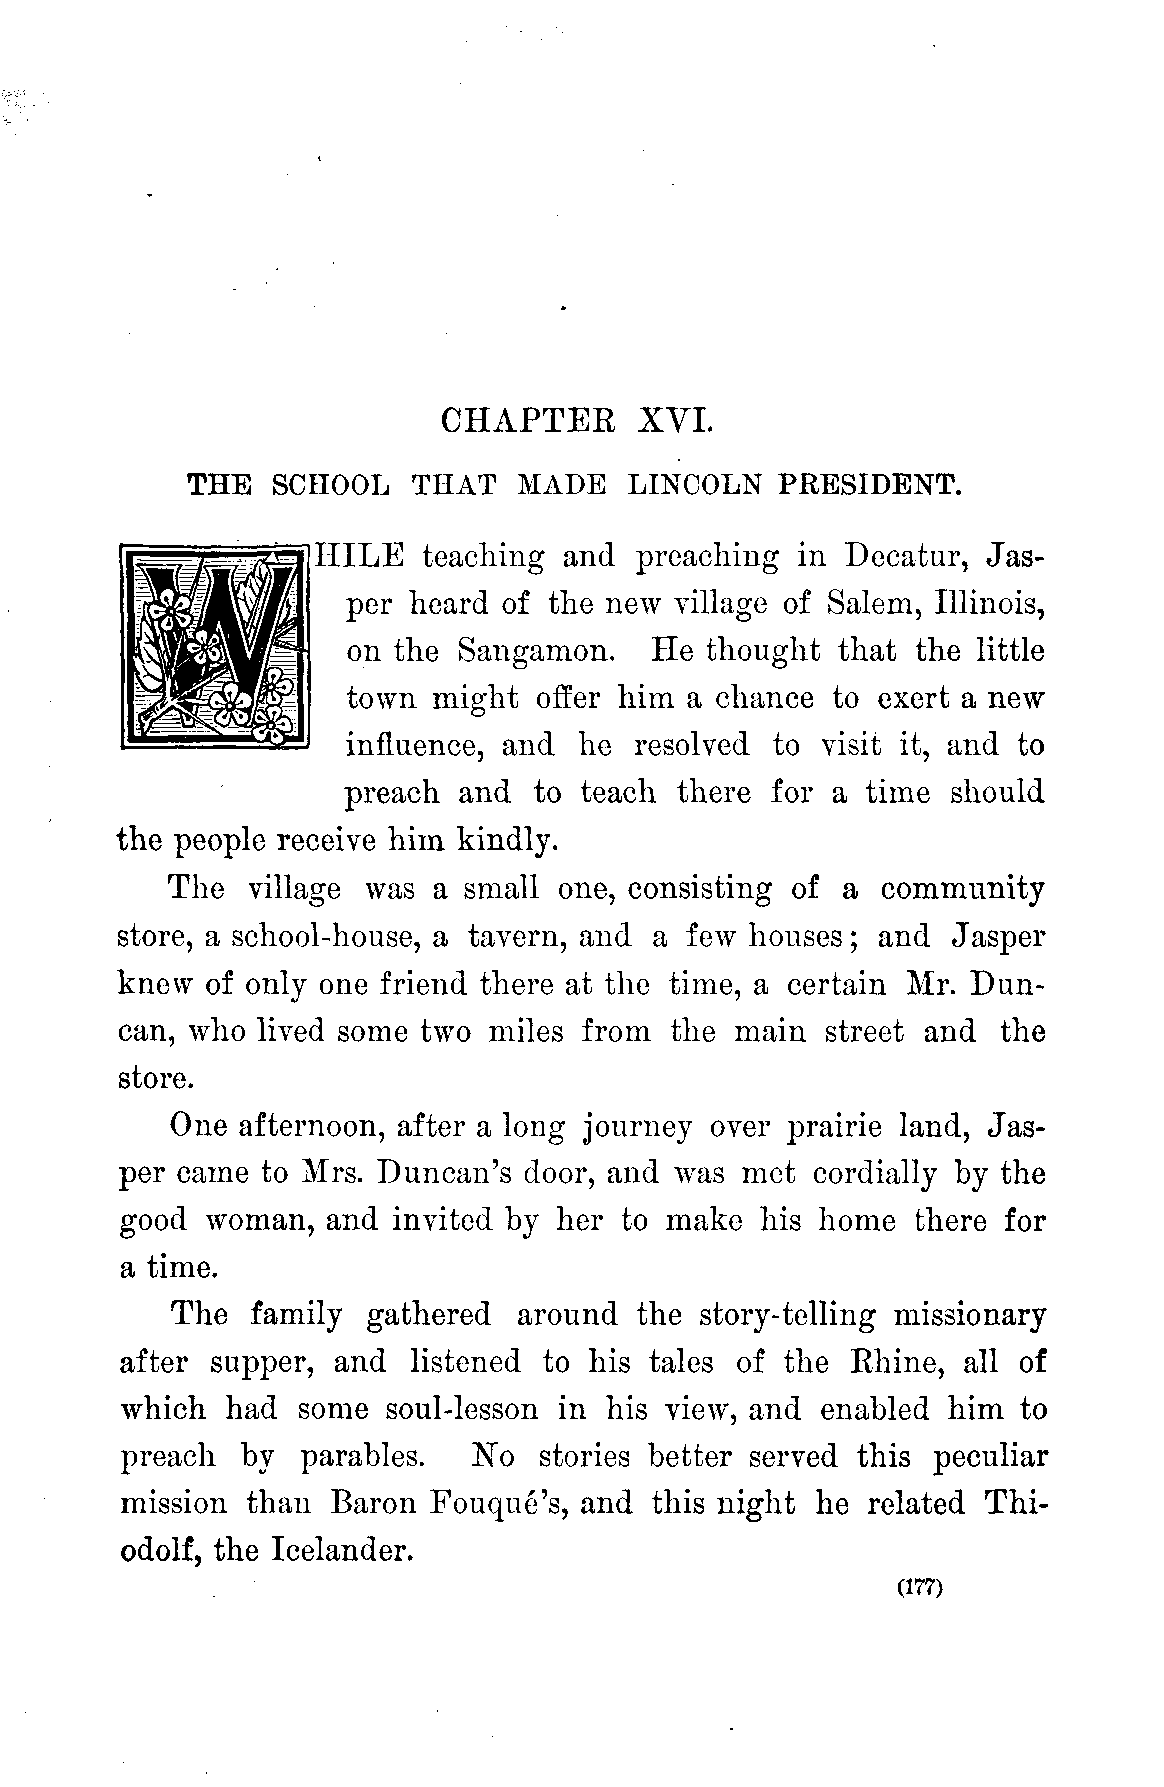 CHAPTER XVI.
THE SCHOOL THAT MADE LINCOLN PRESIDENT.
WHILE teaching and preaching in Decatur, Jas-
per heard of the new village of Salem, Illinois,
on the Sangamon. He thought that the little
town might offer him a chance to exert a new
influence, and he resolved to visit it, and to
preach and to teach there for a time should
the people receive him kindly.
The village was a small one, consisting of a community
store, a school-house, a tavern, and a few houses; and Jasper
knew of only one friend there at the time, a certain Mr. Dun-
can, who lived some two miles from the main street and the
store.
One afternoon, after a long journey over prairie land, Jas-
per came to Mrs. Duncan's door, and was met cordially by the
good woman, and invited by her to make his home there for
a time.
The family gathered around the story-telling missionary
after supper, and listened to his tales of the Rhine, all of
which had some soul-lesson in his view, and enabled him to
preach by parables. No stories better served this peculiar
mission than Baron Fouqué's, and this night he related Thi-
odolf, the Icelander.
(177)